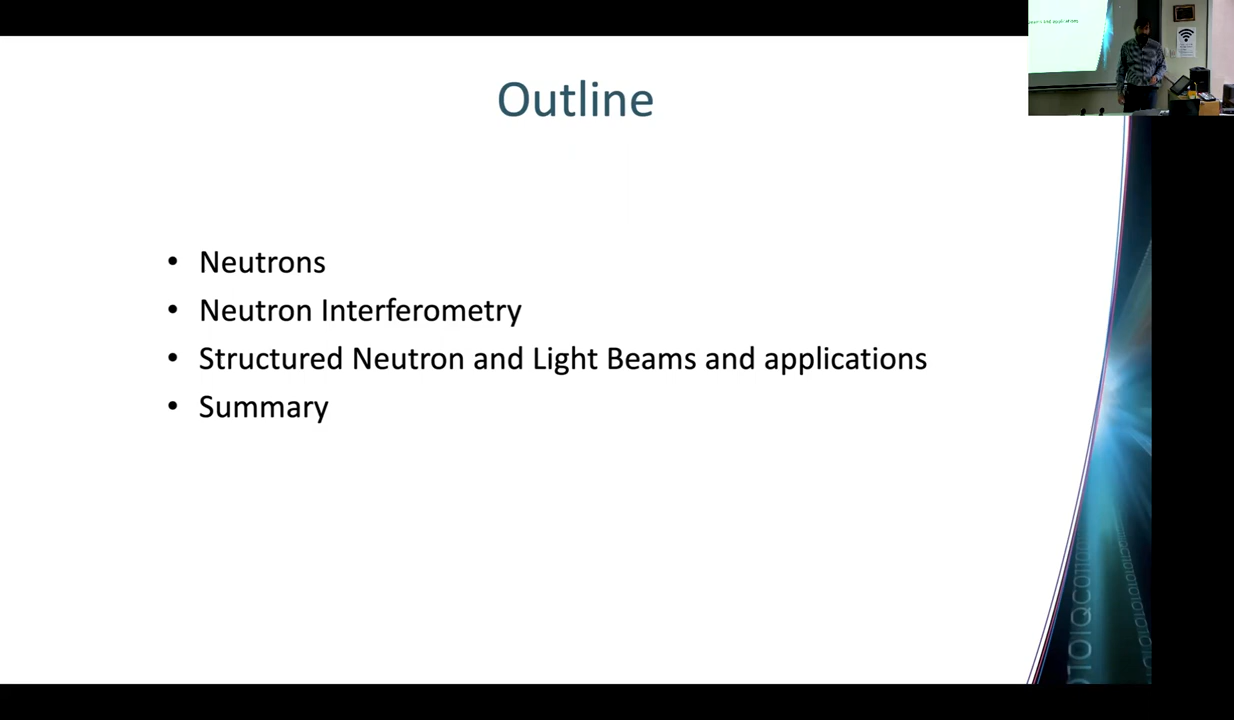 Outline
• Neutrons
• Neutron Interferometry
• Structured Neutron and Light Beams and applications
• Summary